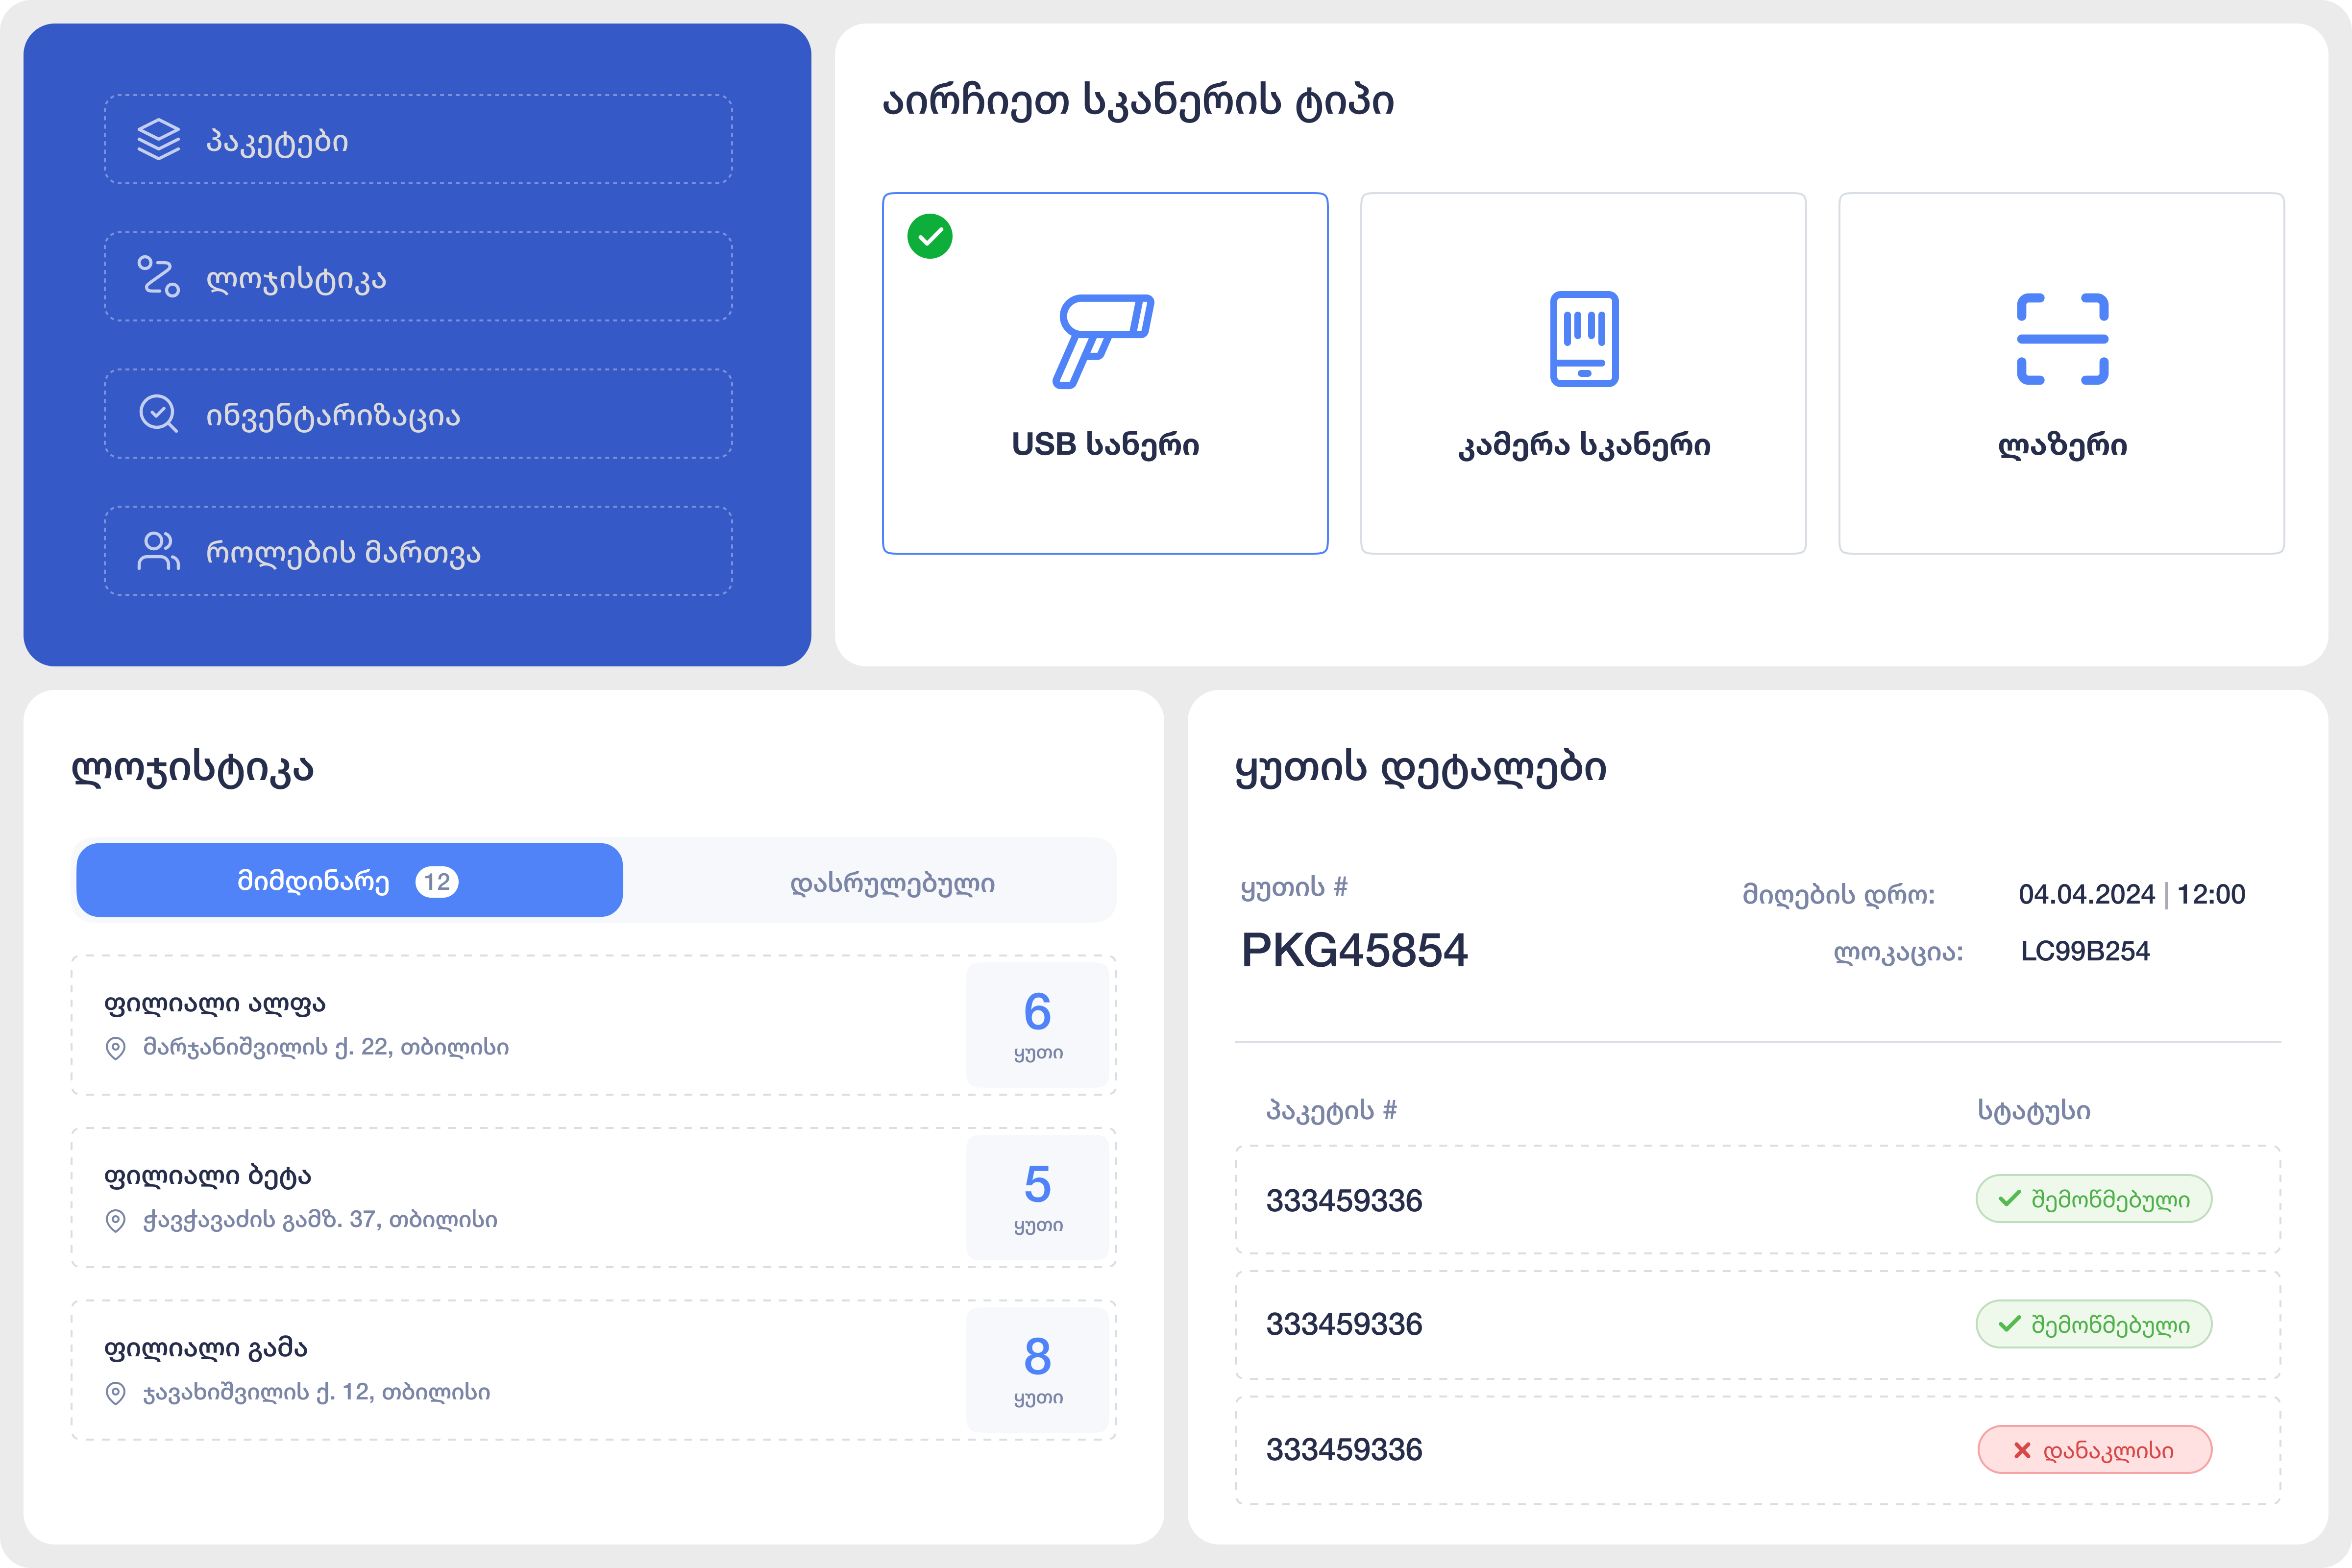 პაკეტები
ლოჯისტიკა
ინვენტარიზაცია
როლების მართვა
აირჩიეთ სკანერის ტიპი
USB სანერი
კამერა სკანერი
ლაზერი
ლოჯისტიკა
მიმდინარე 12
დასრულებული
ფილიალი ალფა
მარჯანიშვილის ქ. 22, თბილისი
6
ყუთი
ფილიალი ბეტა
ჭავჭავაძის გამზ. 37, თბილისი
5
ყუთი
ფილიალი გამა
ჯავახიშვილის ქ. 12, თბილისი
8
ყუთი
ყუთის დეტალები
ყუთის #
PKG45854
მიღების დრო: 04.04.2024 | 12:00
ლოკაცია: LC99B254
პაკეტის # სტატუსი
333459336 შემოწმებული
333459336 შემოწმებული
333459336 დანაკლისი